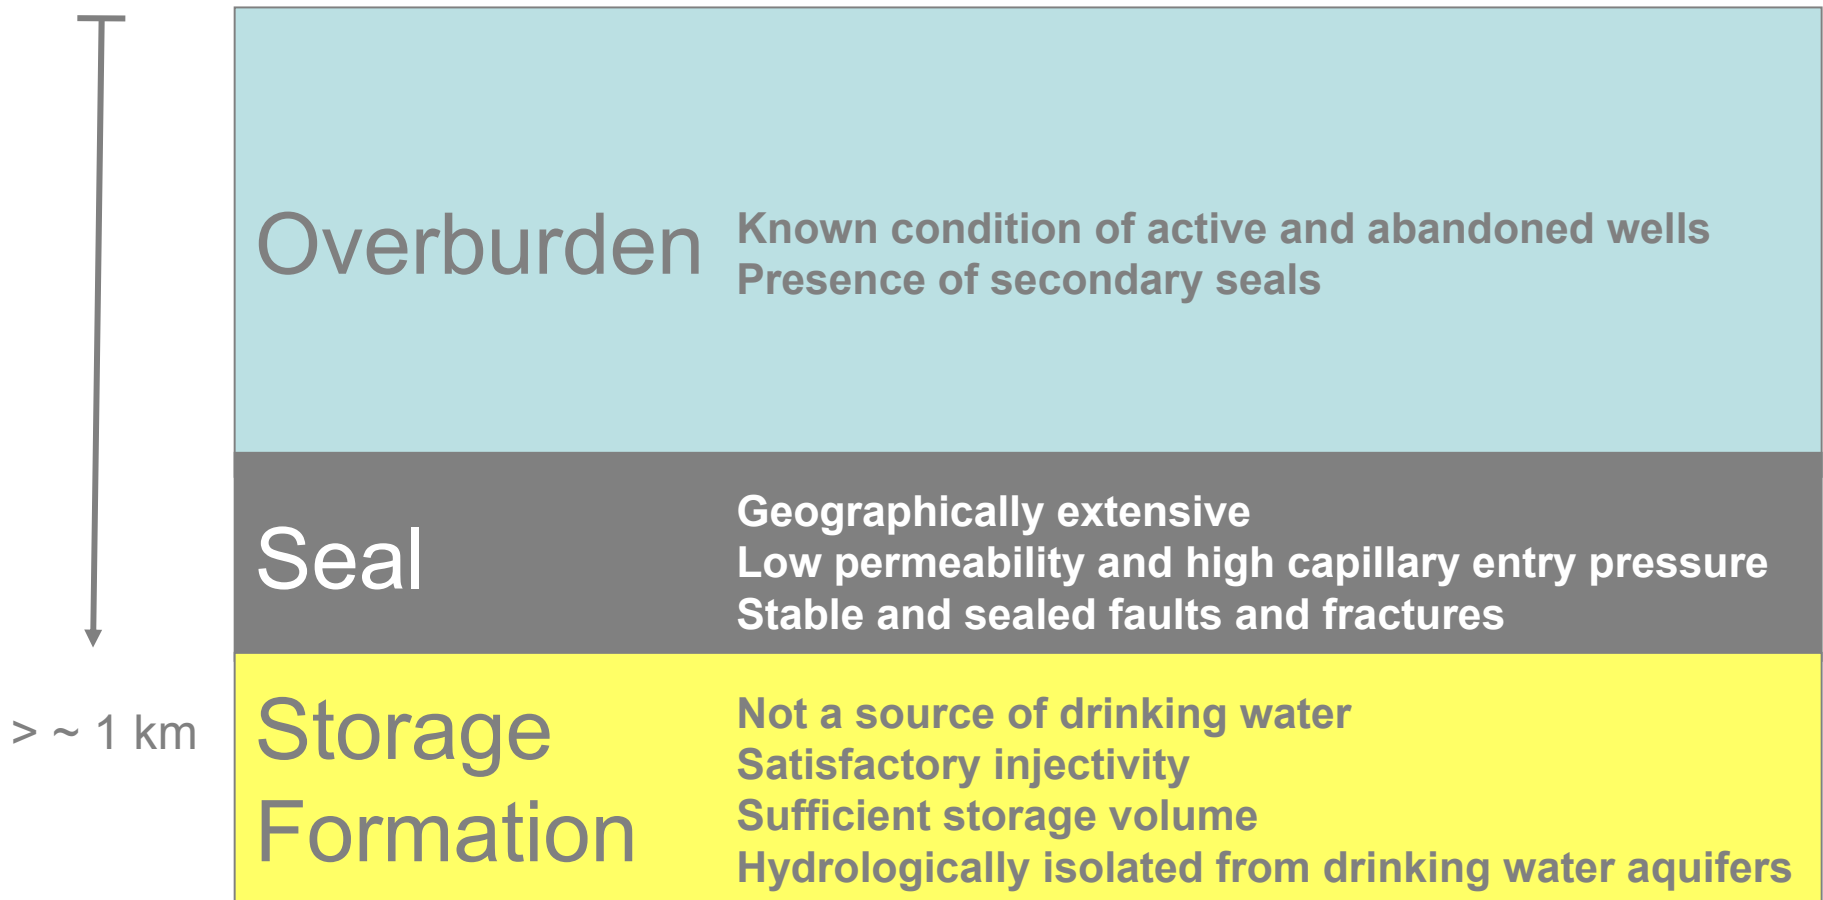 Overburden
Known condition of active and abandoned wells
Presence of secondary seals
Seal
Geographically extensive
Low permeability and high capillary entry pressure
Stable and sealed faults and fractures
> ~ 1 km
Storage
Formation
Not a source of drinking water
Satisfactory injectivity
Sufficient storage volume
Hydrologically isolated from drinking water aquifers